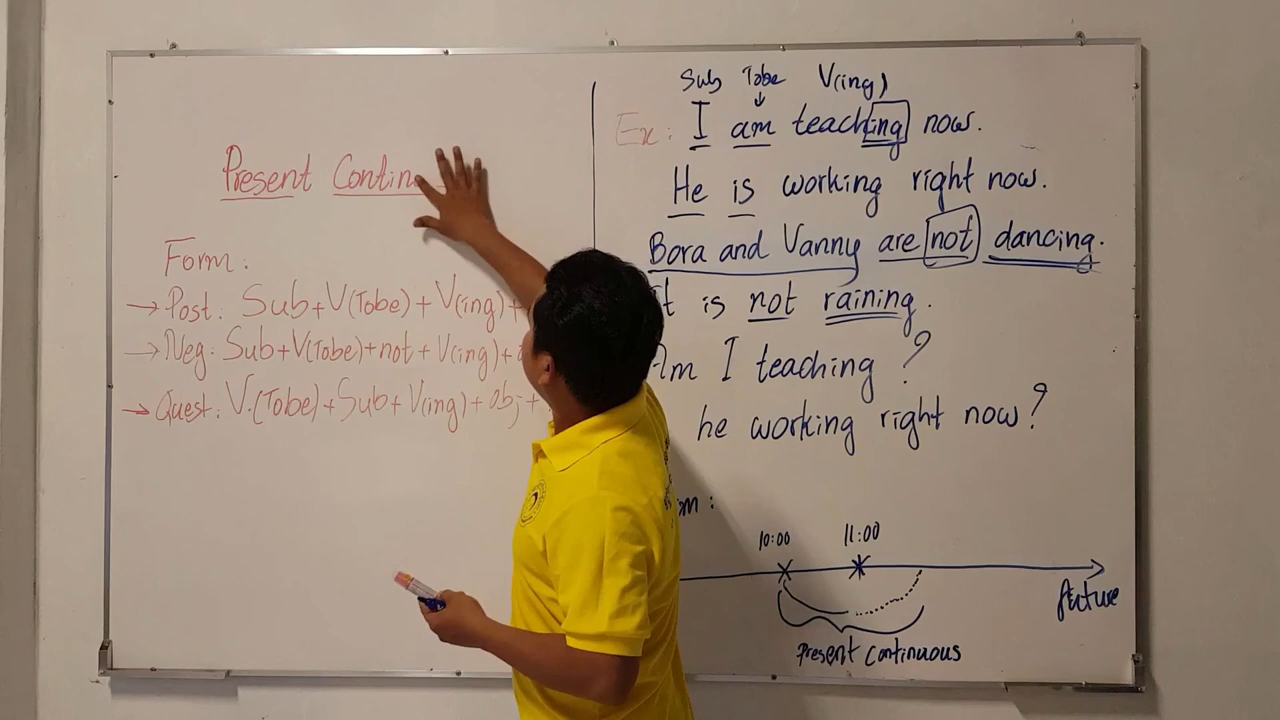 Present
Form:
→ Post: Sub+V(Tobe)+V(ing)+
→ Neg: Sub+V(Tobe)+not+V(ing)+
→ Quest: V.(Tobe)+Sub+V(ing)+obj+
Sub Tobe V(ing)
Ex: I am teaching now.
He is working right now.
Bora and Vanny are not dancing.
is not raining.
I teaching?
he working right now?
10:00 11:00
future
present continuous